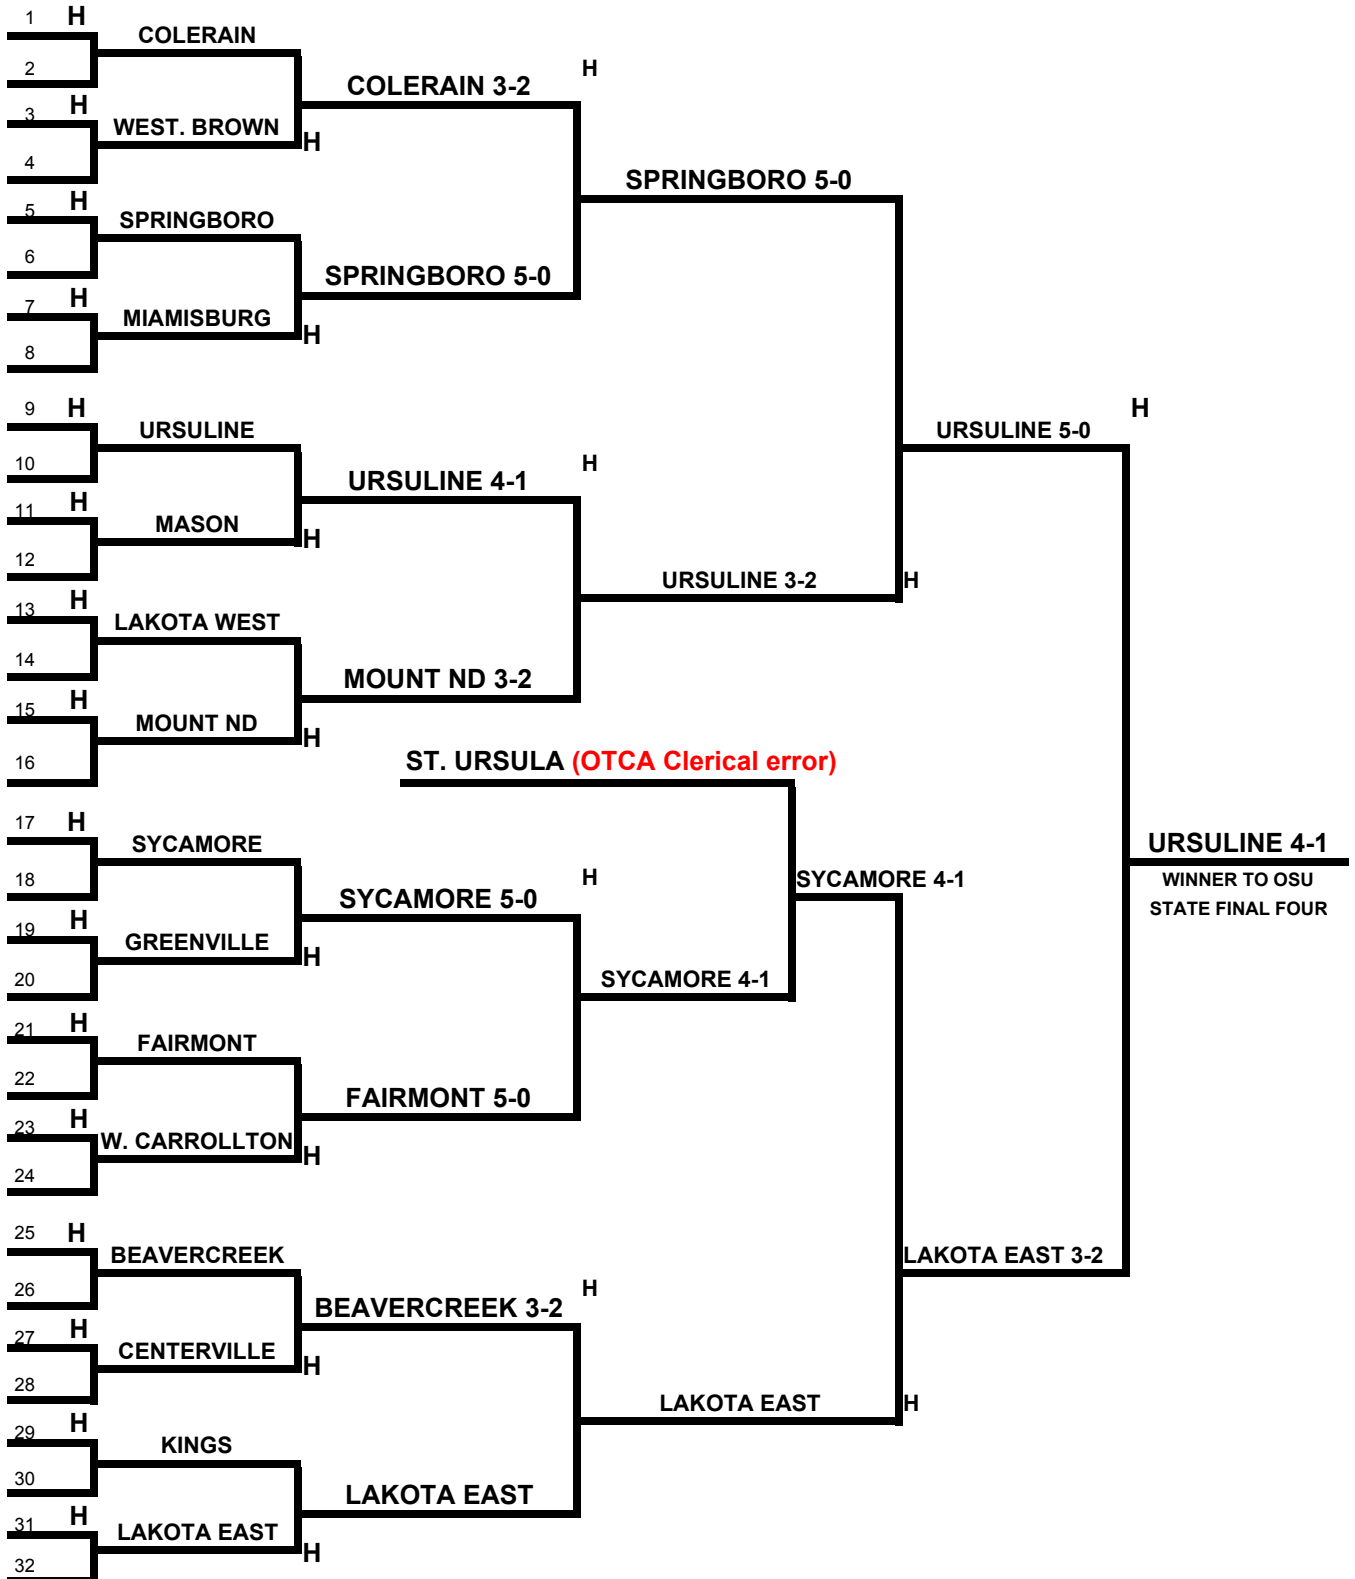 1 H
COLERAIN
2
H
COLERAIN 3-2
3 H
WEST. BROWN
H
4
SPRINGBORO 5-0
5 H
SPRINGBORO
6
SPRINGBORO 5-0
7 H
MIAMISBURG
H
8
9 H
H
URSULINE
URSULINE 5-0
10
H
URSULINE 4-1
11 H
MASON
H
12
URSULINE 3-2
H
13 H
LAKOTA WEST
14
MOUNT ND 3-2
15 H
MOUNT ND
H
16
ST. URSULA (OTCA Clerical error)
17 H
SYCAMORE
URSULINE 4-1
18
H
SYCAMORE 4-1
WINNER TO OSU
SYCAMORE 5-0
STATE FINAL FOUR
19 H
GREENVILLE
H
20
SYCAMORE 4-1
21 H
FAIRMONT
22
FAIRMONT 5-0
23 H
W. CARROLLTON
H
24
25 H
BEAVERCREEK
LAKOTA EAST 3-2
26
H
BEAVERCREEK 3-2
27 H
CENTERVILLE
H
28
LAKOTA EAST
H
29 H
KINGS
30
LAKOTA EAST
31 H
LAKOTA EAST
H
32